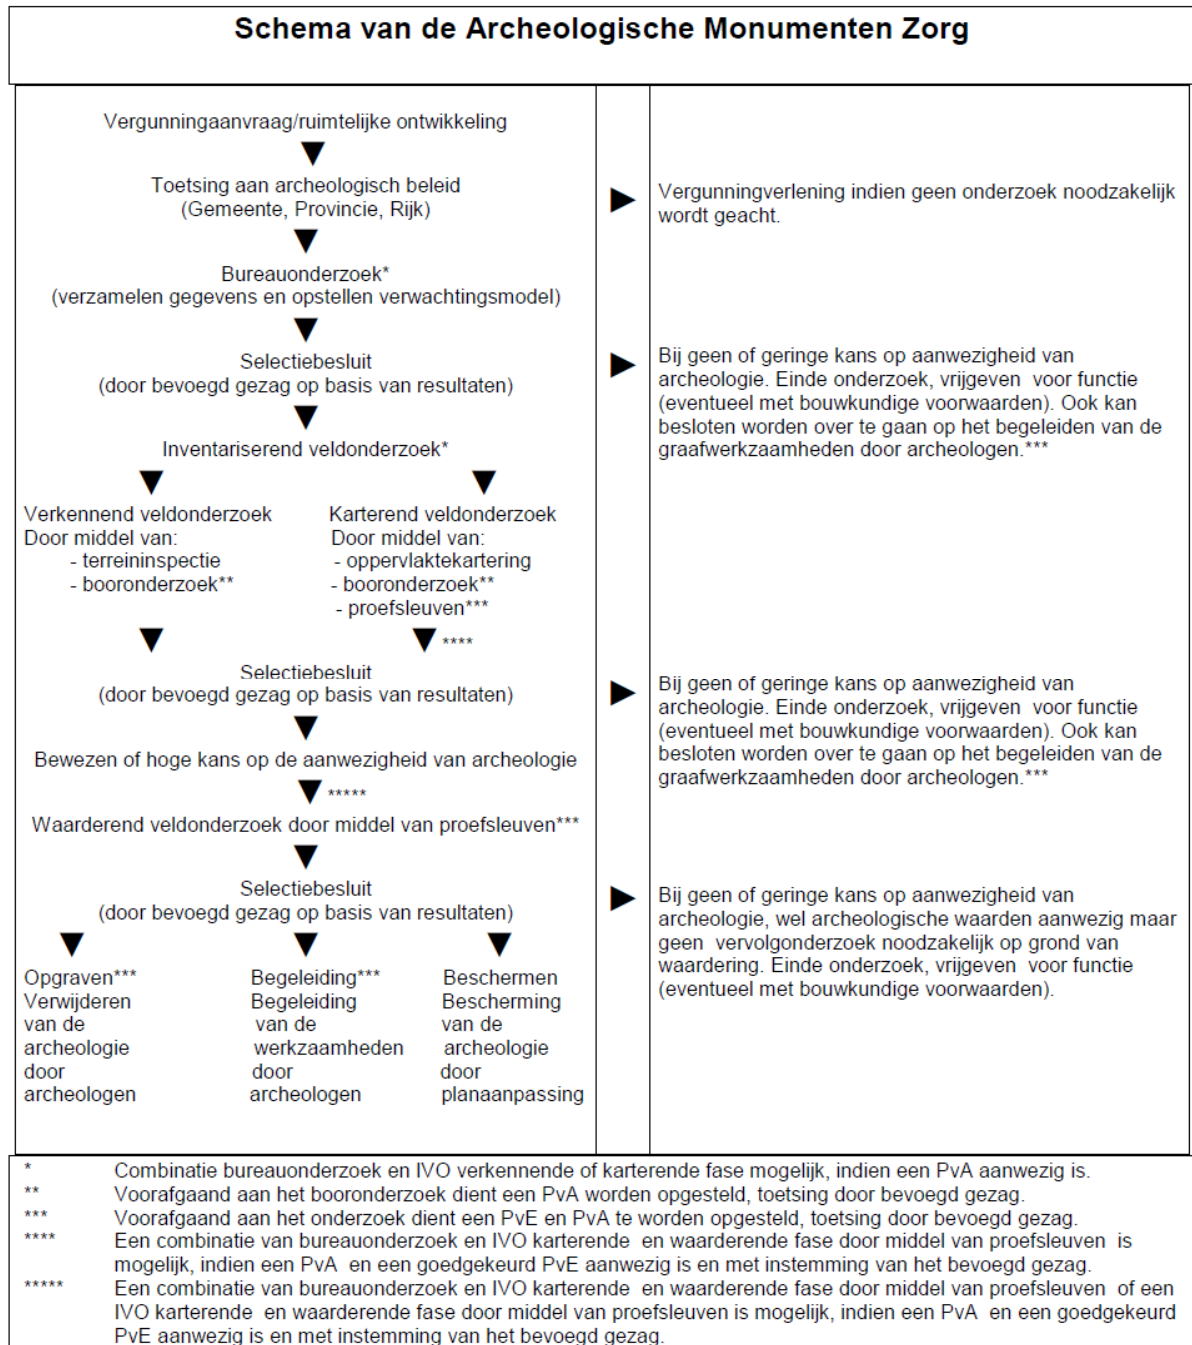 Schema van de Archeologische Monumenten Zorg
Vergunningaanvraag/ruimtelijke ontwikkeling
Toetsing aan archeologisch beleid
(Gemeente, Provincie, Rijk)
Vergunningverlening indien geen onderzoek noodzakelijk
wordt geacht.
Bureauonderzoek*
(verzamelen gegevens en opstellen verwachtingsmodel)
Selectiebesluit
(door bevoegd gezag op basis van resultaten)
Bij geen of geringe kans op aanwezigheid van
archeologie. Einde onderzoek, vrijgeven voor functie
(eventueel met bouwkundige voorwaarden). Ook kan
besloten worden over te gaan op het begeleiden van de
graafwerkzaamheden door archeologen.***
Inventariserend veldonderzoek*
Verkennend veldonderzoek
Door middel van:
- terreininspectie
- booronderzoek**
Karterend veldonderzoek
Door middel van:
- oppervlaktekartering
- booronderzoek**
- proefsleuven***
****
Selectiebesluit
(door bevoegd gezag op basis van resultaten)
Bij geen of geringe kans op aanwezigheid van
archeologie. Einde onderzoek, vrijgeven voor functie
(eventueel met bouwkundige voorwaarden). Ook kan
besloten worden over te gaan op het begeleiden van de
graafwerkzaamheden door archeologen.***
Bewezen of hoge kans op de aanwezigheid van archeologie
*****
Waarderend veldonderzoek door middel van proefsleuven***
Selectiebesluit
(door bevoegd gezag op basis van resultaten)
Bij geen of geringe kans op aanwezigheid van
archeologie, wel archeologische waarden aanwezig maar
geen vervolgonderzoek noodzakelijk op grond van
waardering. Einde onderzoek, vrijgeven voor functie
(eventueel met bouwkundige voorwaarden).
Opgraven***
Verwijderen
van de
archeologie
door
archeologen
Begeleiding***
Begeleiding
van de
werkzaamheden
door
archeologen
Beschermen
Bescherming
van de
archeologie
door
planaanpassing
* Combinatie bureauonderzoek en IVO verkennende of karterende fase mogelijk, indien een PvA aanwezig is.
** Voorafgaand aan het booronderzoek dient een PvA worden opgesteld, toetsing door bevoegd gezag.
*** Voorafgaand aan het onderzoek dient een PvE en PvA te worden opgesteld, toetsing door bevoegd gezag.
**** Een combinatie van bureauonderzoek en IVO karterende en waarderende fase door middel van proefsleuven is
mogelijk, indien een PvA en een goedgekeurd PvE aanwezig is en met instemming van het bevoegd gezag.
***** Een combinatie van bureauonderzoek en IVO karterende en waarderende fase door middel van proefsleuven of een
IVO karterende en waarderende fase door middel van proefsleuven is mogelijk, indien een PvA en een goedgekeurd
PvE aanwezig is en met instemming van het bevoegd gezag.